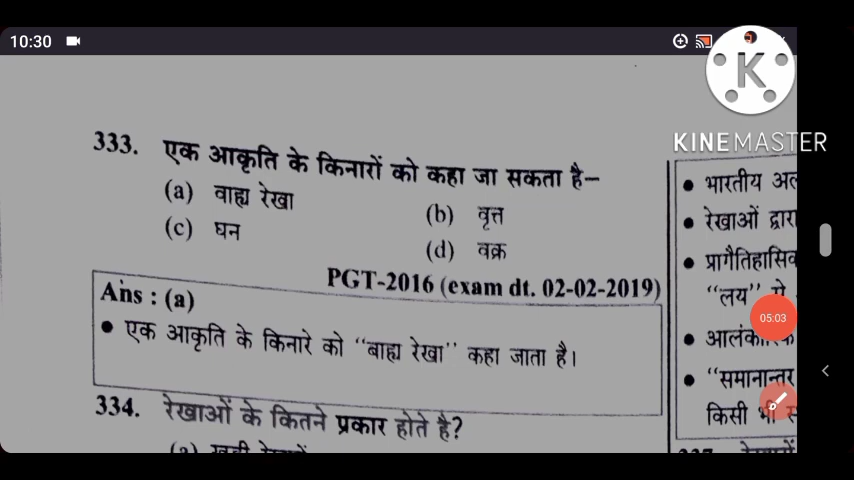 10:30
KINEMASTER
333. एक आकृति के किनारों को कहा जा सकता है–
(a) वाह्य रेखा
(b) वृत्त
(c) घन
(d) वक्र
PGT-2016 (exam dt. 02-02-2019)
Ans : (a)
• एक आकृति के किनारे को “बाह्य रेखा” कहा जाता है।
334. रेखाओं के कितने प्रकार होते है?
• भारतीय
• रेखाओं द्वारा
• प्रागैतिहासिक
“लय”
05:03
• “समानान्तर
किसी भी